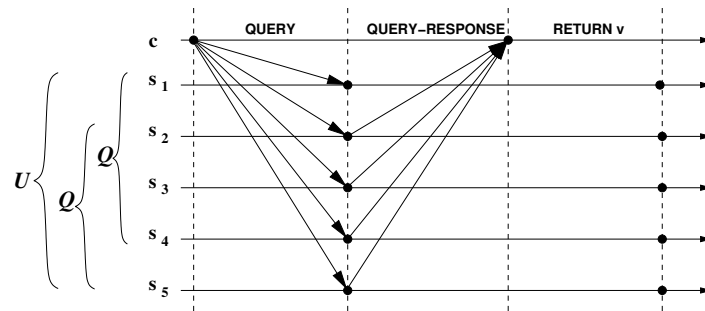 QUERY QUERY–RESPONSE RETURN v
c
s 1
s 2
Q
U
s 3
Q
s 4
s 5